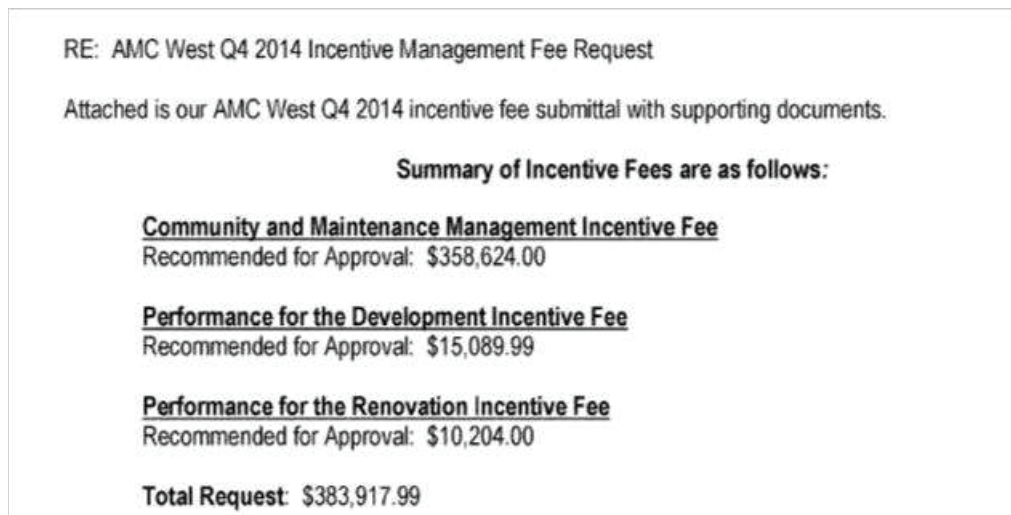 RE: AMC West Q4 2014 Incentive Management Fee Request
Attached is our AMC West Q4 2014 incentive fee submittal with supporting documents.
Summary of Incentive Fees are as follows:
Community and Maintenance Management Incentive Fee
Recommended for Approval: $358,624.00
Performance for the Development Incentive Fee
Recommended for Approval: $15,089.99
Performance for the Renovation Incentive Fee
Recommended for Approval: $10,204.00
Total Request: $383,917.99